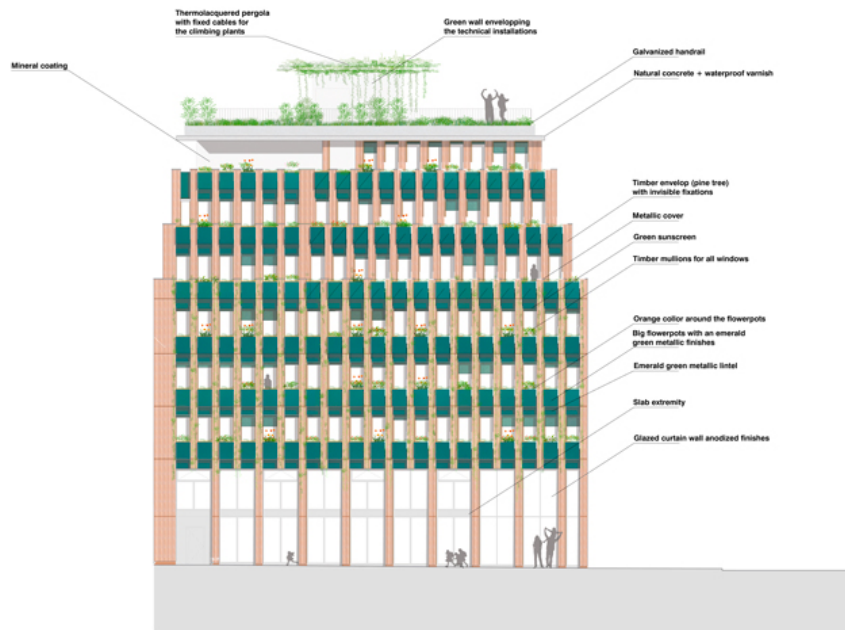 Thermolacquered pergola
with fixed cables for
the climbing plants
Green wall envelopping
the technical installations
Mineral coating
Galvanized handrail
Natural concrete + waterproof varnish
Timber envelop (pine tree)
with invisible fixations
Metallic cover
Green sunscreen
Timber mullions for all windows
Orange collor around the flowerpots
Big flowerpots with an emerald
green metallic finishes
Emerald green metallic lintel
Slab extremity
Glazed curtain wall anodized finishes